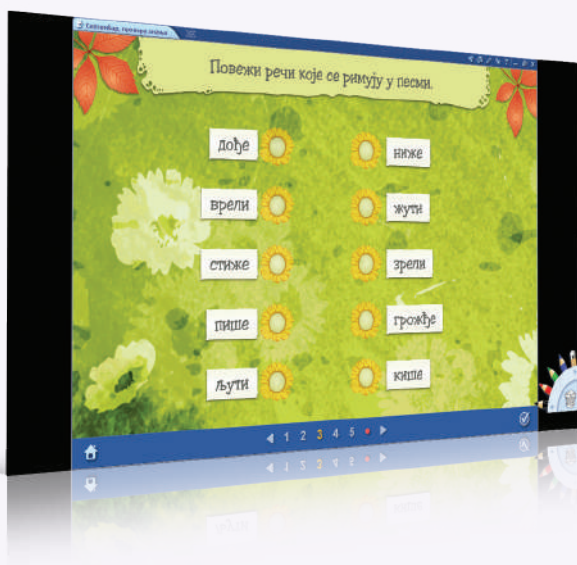 Повежи речи које се римују у песми.
дође
ниже
врели
жути
стиже
зрели
пише
грожђе
љути
кише
1 2 3 4 5